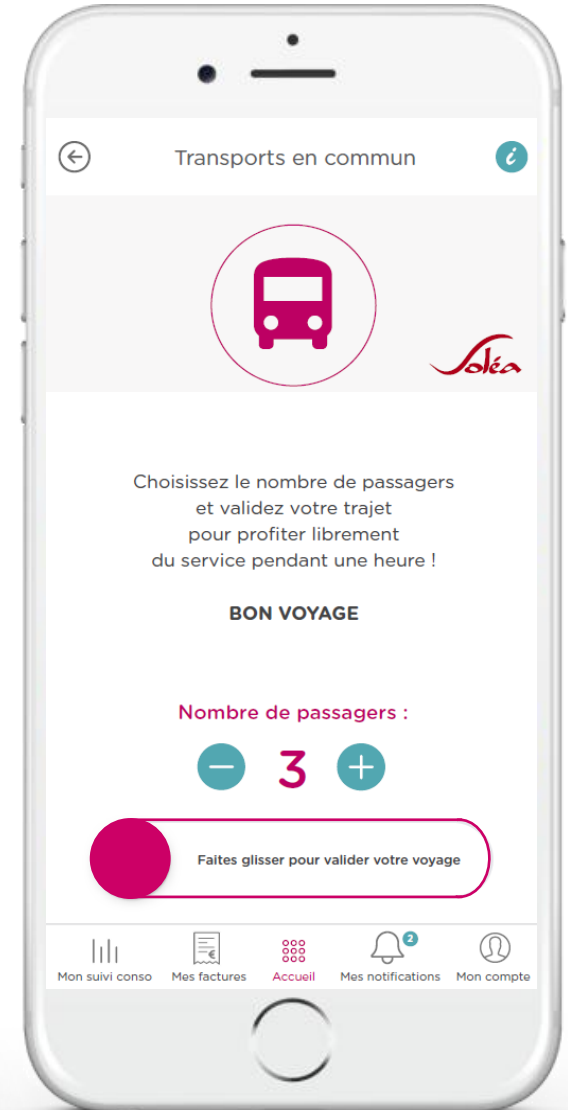 Transports en commun
i
Soléa
Choisissez le nombre de passagers
et validez votre trajet
pour profiter librement
du service pendant une heure !
BON VOYAGE
Nombre de passagers :
3
Faites glisser pour valider votre voyage
€
2
Mon suivi conso Mes factures Accueil Mes notifications Mon compte